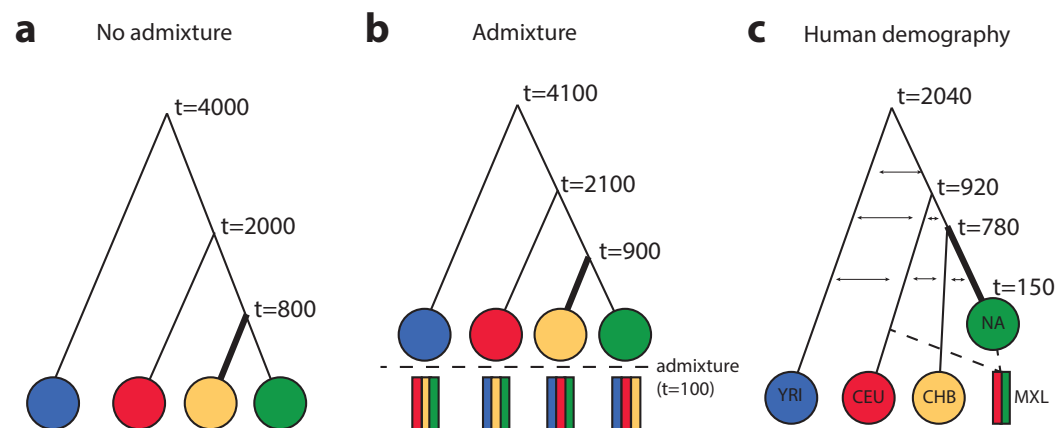 a No admixture
t=4000
t=2000
t=800
b Admixture
t=4100
t=2100
t=900
admixture
(t=100)
c Human demography
t=2040
t=920
t=780
t=150
NA
YRI CEU CHB MXL